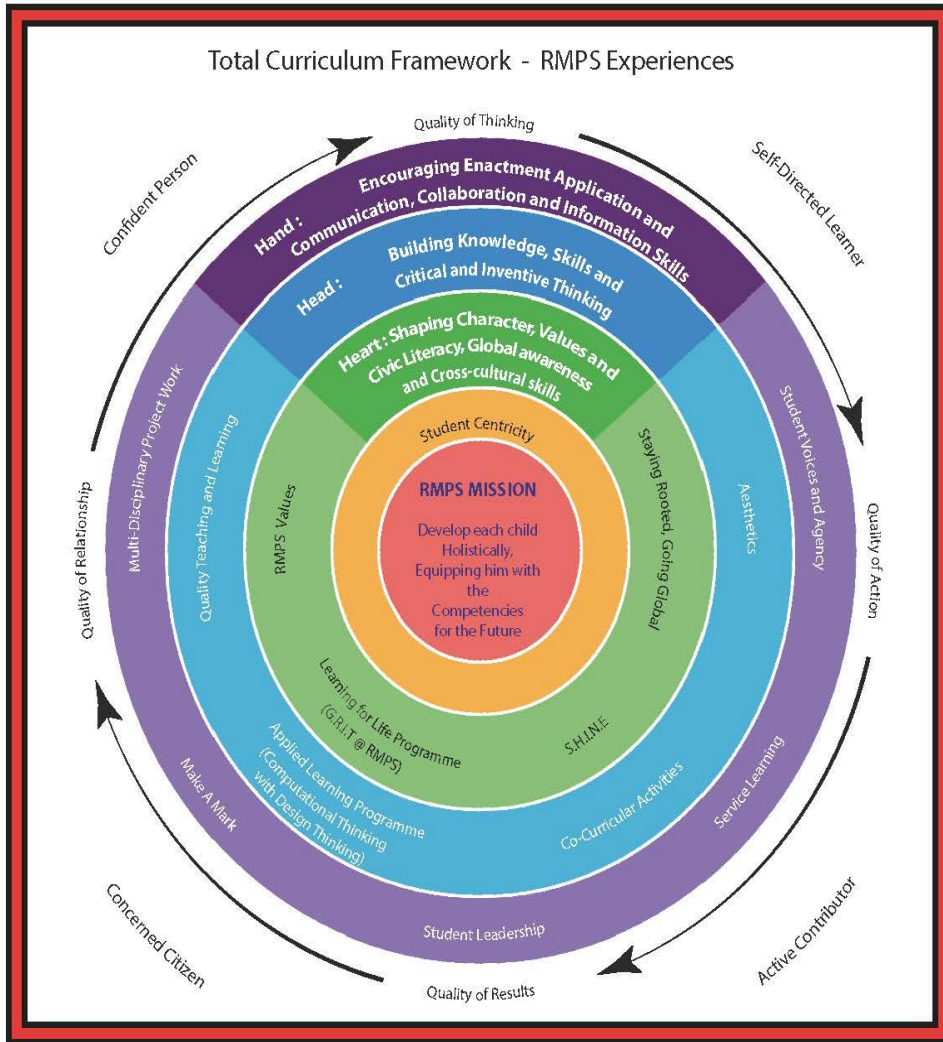 Total Curriculum Framework - RMPS Experiences
Quality of Thinking
Confident Person
Self-Directed Learner
Hand : Encouraging Enactment Application and
Communication, Collaboration and Information Skills
Head : Building Knowledge, Skills and
Critical and Inventive Thinking
Heart : Shaping Character, Values and
Civic Literacy, Global awareness
and Cross-cultural skills
Student Centricity
RMPS MISSION
Develop each child
Holistically,
Equipping him with
the
Competencies
for the Future
RMPS Values
Staying Rooted, Going Global
Learning for Life Programme
(G.R.I.T @ RMPS)
S.H.I.N.E
Quality Teaching and Learning
Aesthetics
Applied Learning Programme
(Computational Thinking
with Design Thinking)
Co-Curricular Activities
Multi-Disciplinary Project Work
Student Voices and Agency
Make A Mark
Student Leadership
Service Learning
Quality of Relationship
Quality of Action
Concerned Citizen
Active Contributor
Quality of Results